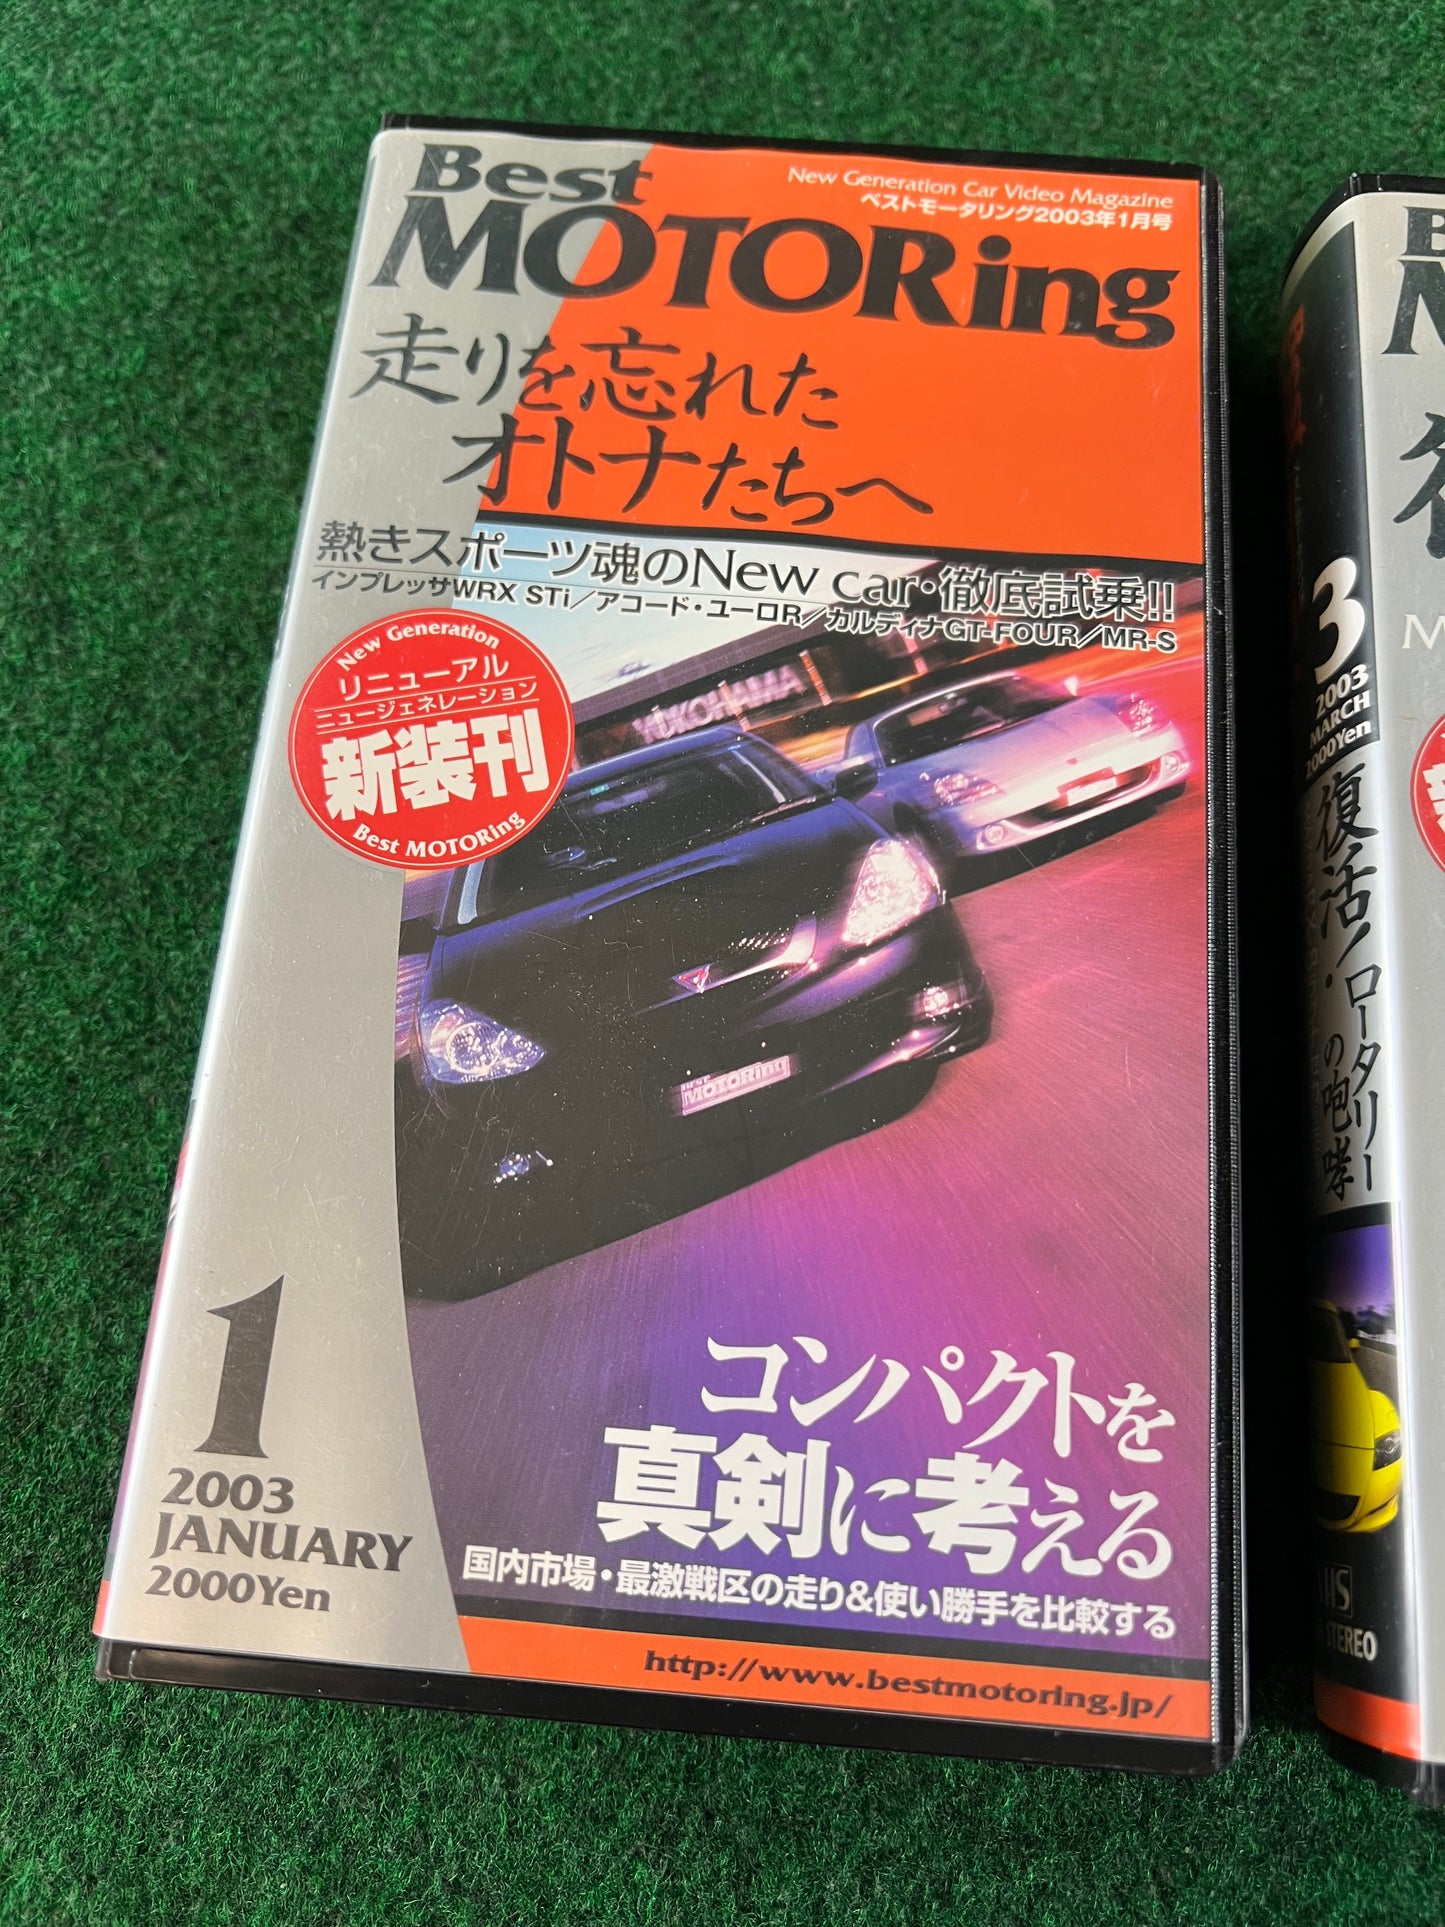 Best
MOTORing
New Generation Car Video Magazine
ベストモータリング2003年1月号
走りを忘れた
オトナたちへ
熱きスポーツ魂のNew car・徹底試乗!!
インプレッサWRX STi／アコード・ユーロR／カルディナGT-FOUR／MR-S
New Generation
リニューアル
ニュージェネレーション
新装刊
Best MOTORing
YOKOHAMA
BEST
MOTORing
1
2003
JANUARY
2000Yen
コンパクトを
真剣に考える
国内市場・最激戦区の走り&使い勝手を比較する
http://www.bestmotoring.jp/
3
2003
MARCH
2000Yen
復活!ロータリー
の咆哮
STEREO